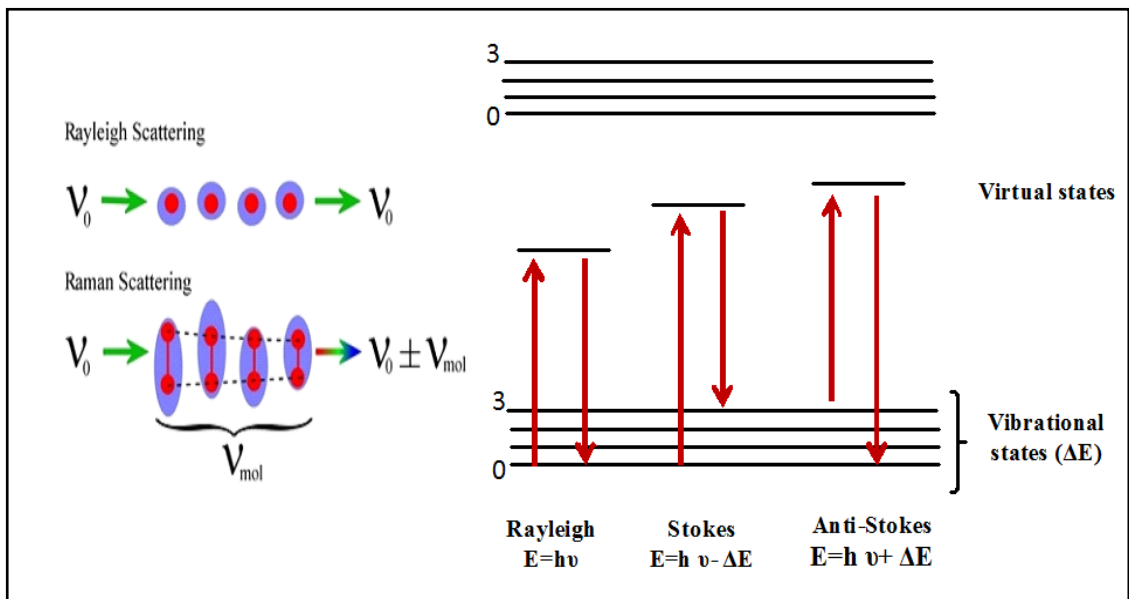 Rayleigh Scattering
ν₀ ν₀
Raman Scattering
ν₀ ν₀ ± νmol
νmol
3
0
Virtual states
3
0
Vibrational
states (ΔE)
Rayleigh
E=hυ
Stokes
E=h υ- ΔE
Anti-Stokes
E=h υ+ ΔE